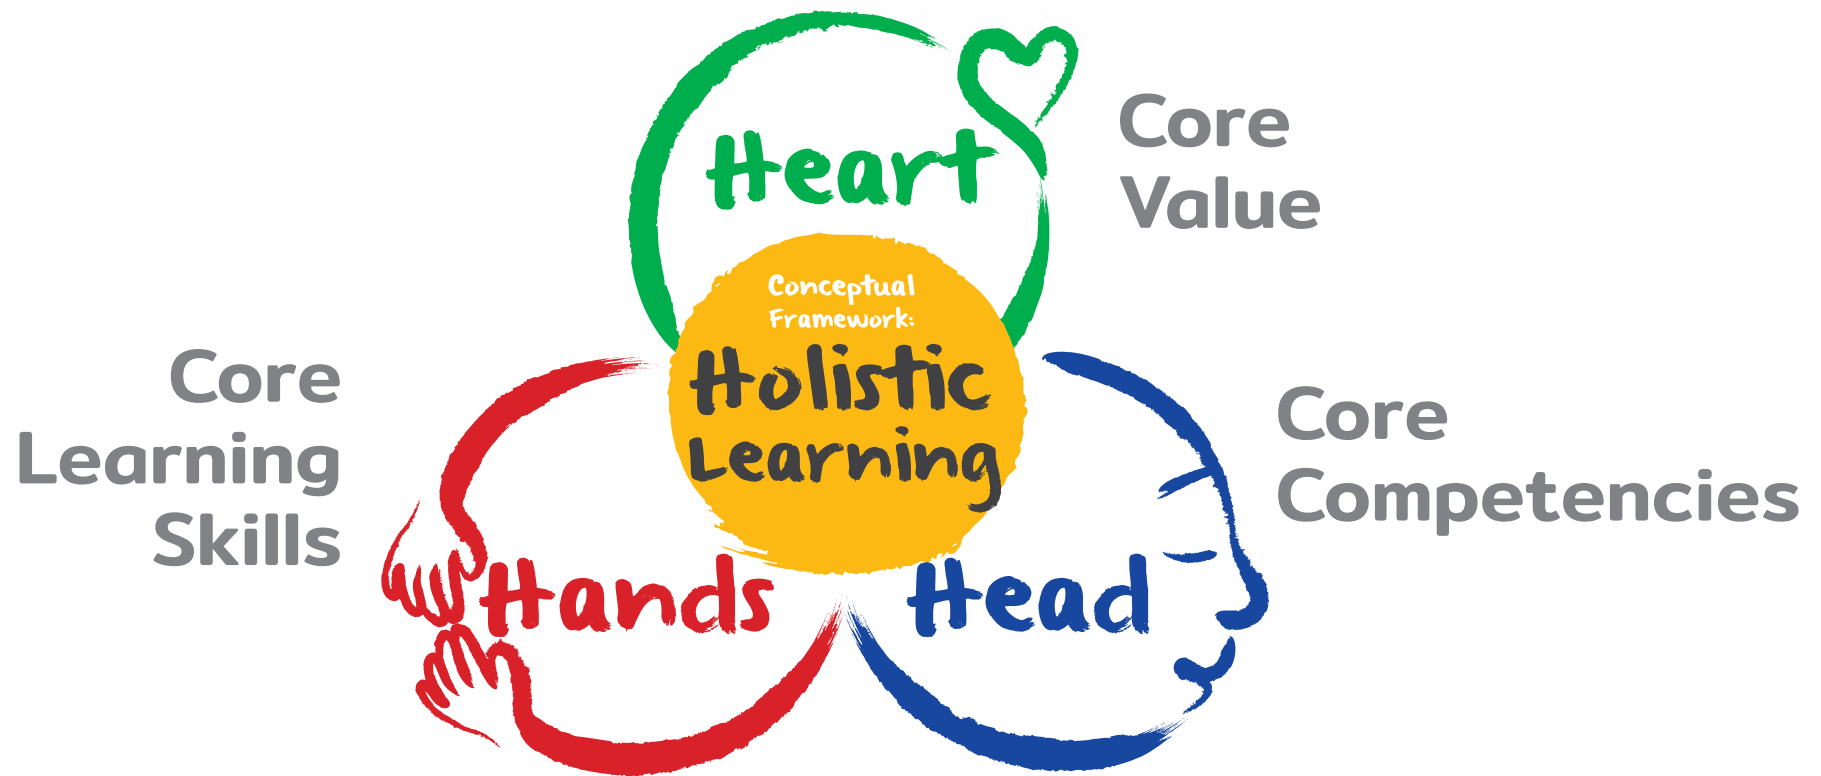 Heart
Core
Value
Conceptual
Framework:
Holistic
Learning
Core
Learning
Skills
Hands
Core
Competencies
Head